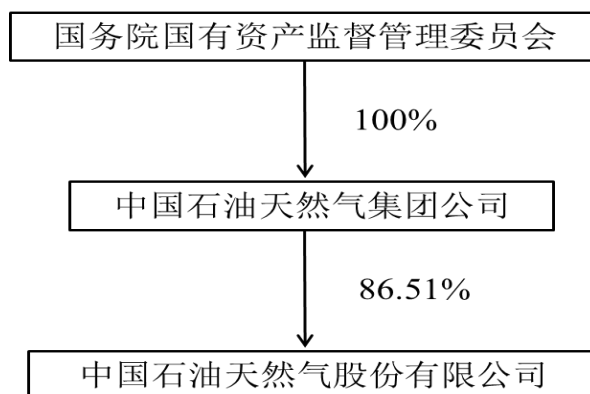 国务院国有资产监督管理委员会
100%
中国石油天然气集团公司
86.51%
中国石油天然气股份有限公司